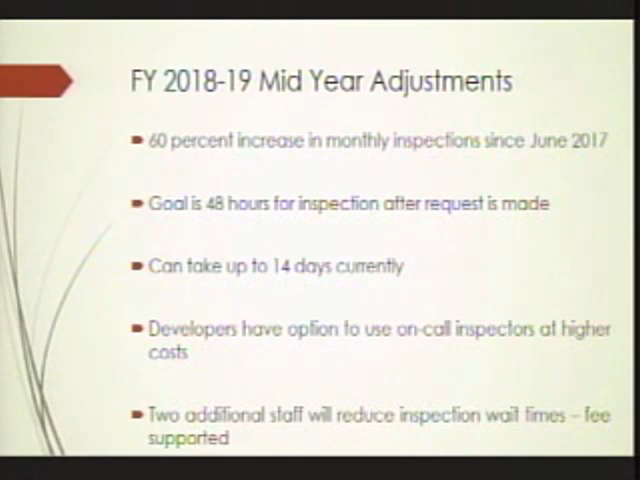 FY 2018-19 Mid Year Adjustments
60 percent increase in monthly inspections since June 2017
Goal is 48 hours for inspection after request is made
Can take up to 14 days currently
Developers have option to use on-call inspectors at higher
costs
Two additional staff will reduce inspection wait times – fee
supported